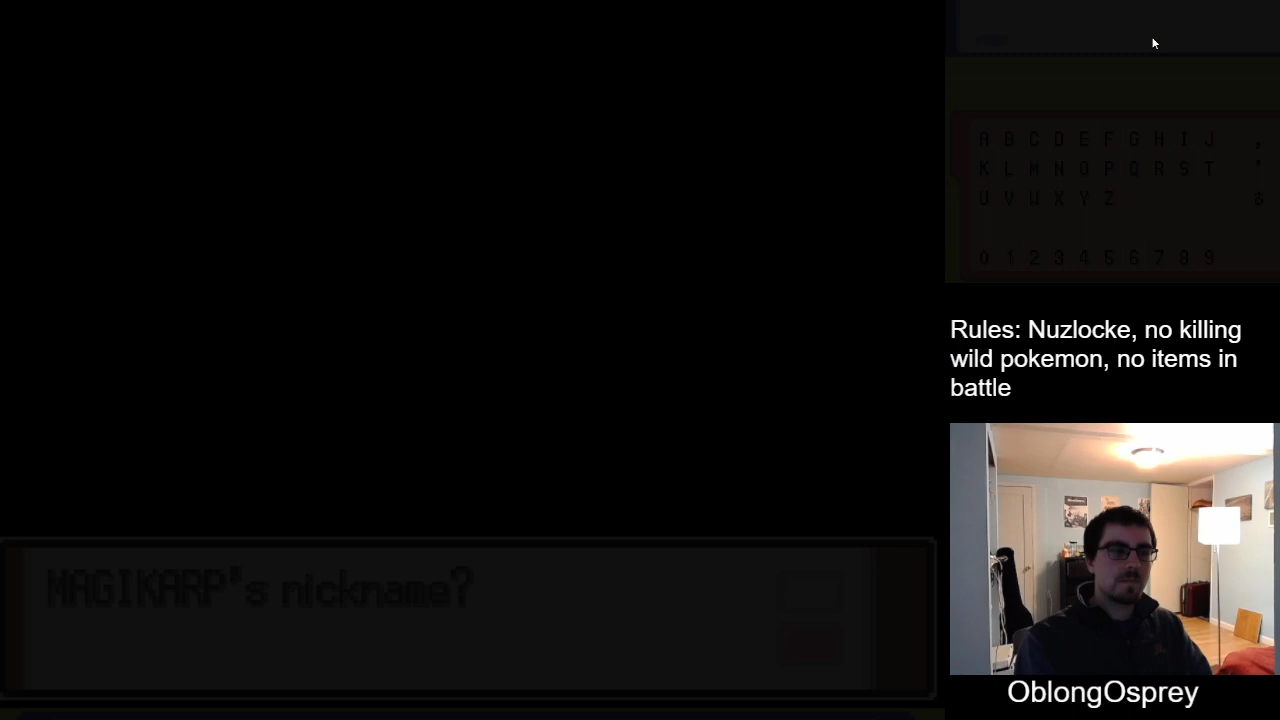 A B C D E F G H I J ,
K L M N O P Q R S T '
U V W X Y Z
0 1 2 3 4 5 6 7 8 9
Rules: Nuzlocke, no killing
wild pokemon, no items in
battle
MAGIKARP's nickname?
OblongOsprey